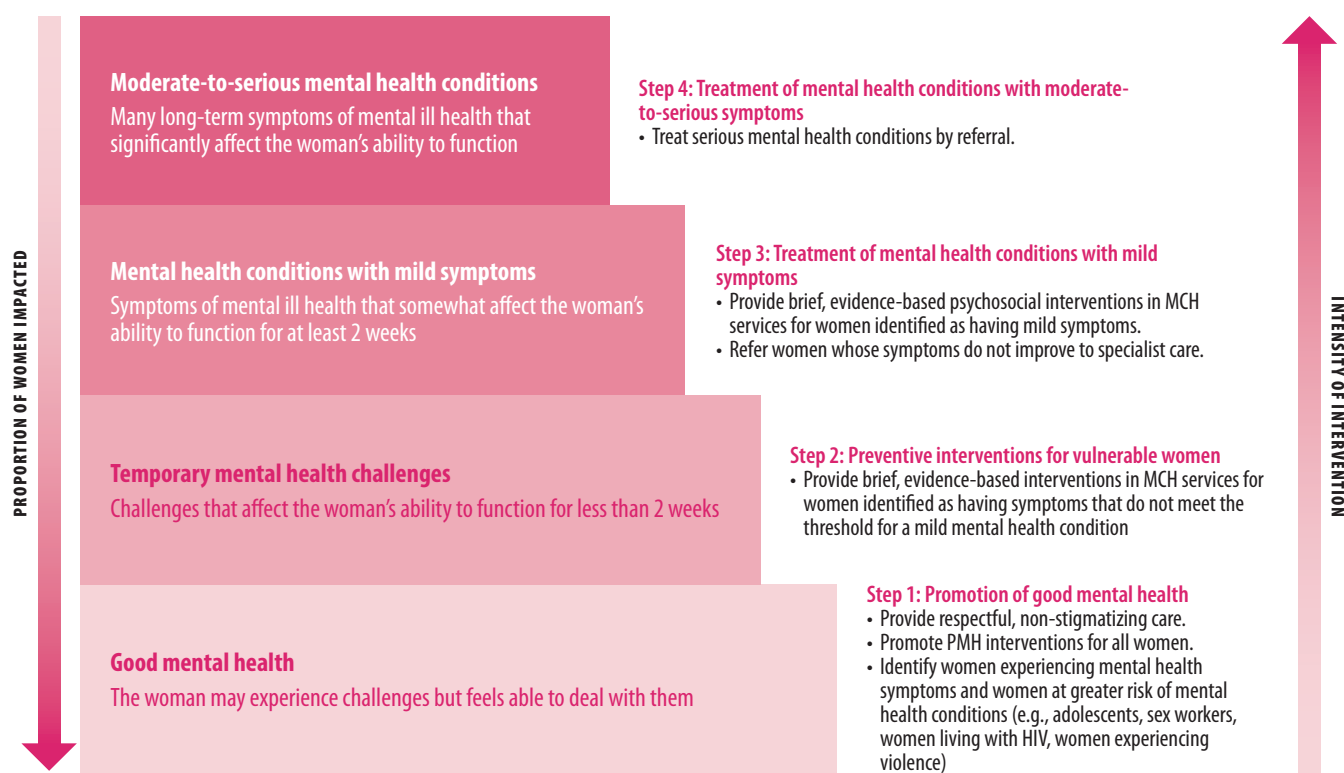 PROPORTION OF WOMEN IMPACTED
Moderate-to-serious mental health conditions
Many long-term symptoms of mental ill health that
significantly affect the woman's ability to function
Step 4: Treatment of mental health conditions with moderate-
to-serious symptoms
• Treat serious mental health conditions by referral.
Mental health conditions with mild symptoms
Symptoms of mental ill health that somewhat affect the woman's
ability to function for at least 2 weeks
Step 3: Treatment of mental health conditions with mild
symptoms
• Provide brief, evidence-based psychosocial interventions in MCH
services for women identified as having mild symptoms.
• Refer women whose symptoms do not improve to specialist care.
Temporary mental health challenges
Challenges that affect the woman's ability to function for less than 2 weeks
Step 2: Preventive interventions for vulnerable women
• Provide brief, evidence-based interventions in MCH services for
women identified as having symptoms that do not meet the
threshold for a mild mental health condition
Good mental health
The woman may experience challenges but feels able to deal with them
Step 1: Promotion of good mental health
• Provide respectful, non-stigmatizing care.
• Promote PMH interventions for all women.
• Identify women experiencing mental health
symptoms and women at greater risk of mental
health conditions (e.g., adolescents, sex workers,
women living with HIV, women experiencing
violence)
INTENSITY OF INTERVENTION